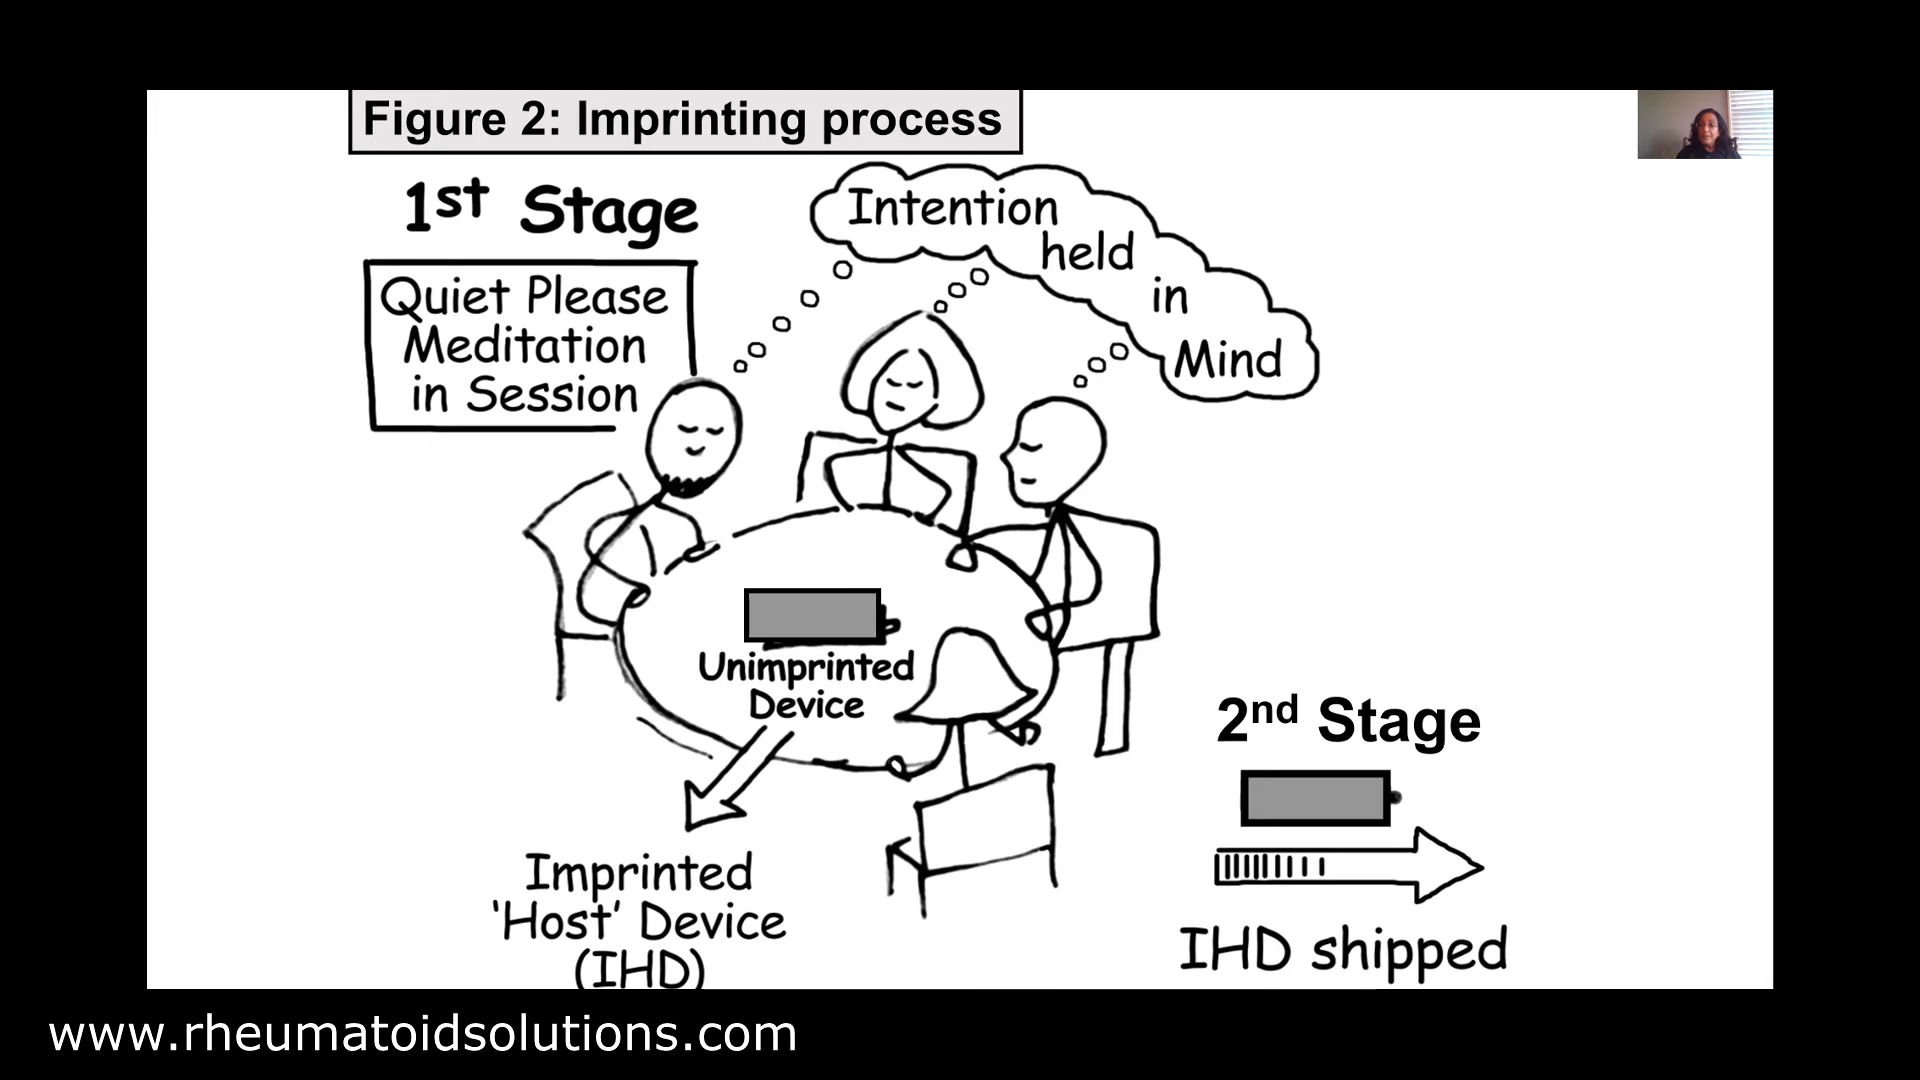 Figure 2: Imprinting process
1st Stage
Quiet Please
Meditation
in Session
Intention
held
in
Mind
Unimprinted
Device
Imprinted
'Host' Device
(IHD)
2nd Stage
IHD shipped
www.rheumatoidsolutions.com